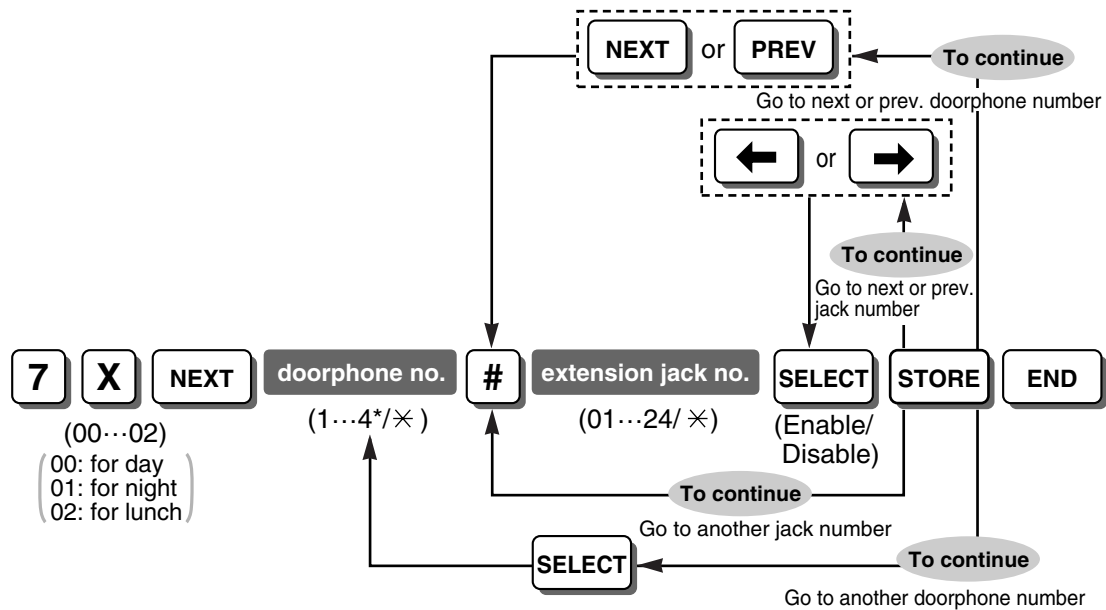 NEXT or PREV
To continue
Go to next or prev. doorphone number
← or →
To continue
Go to next or prev.
jack number
7 X NEXT doorphone no. # extension jack no. SELECT STORE END
(00···02)
(1···4*/✳)
(01···24/✳)
(Enable/
Disable)
00: for day
01: for night
02: for lunch
To continue
Go to another jack number
SELECT
To continue
Go to another doorphone number